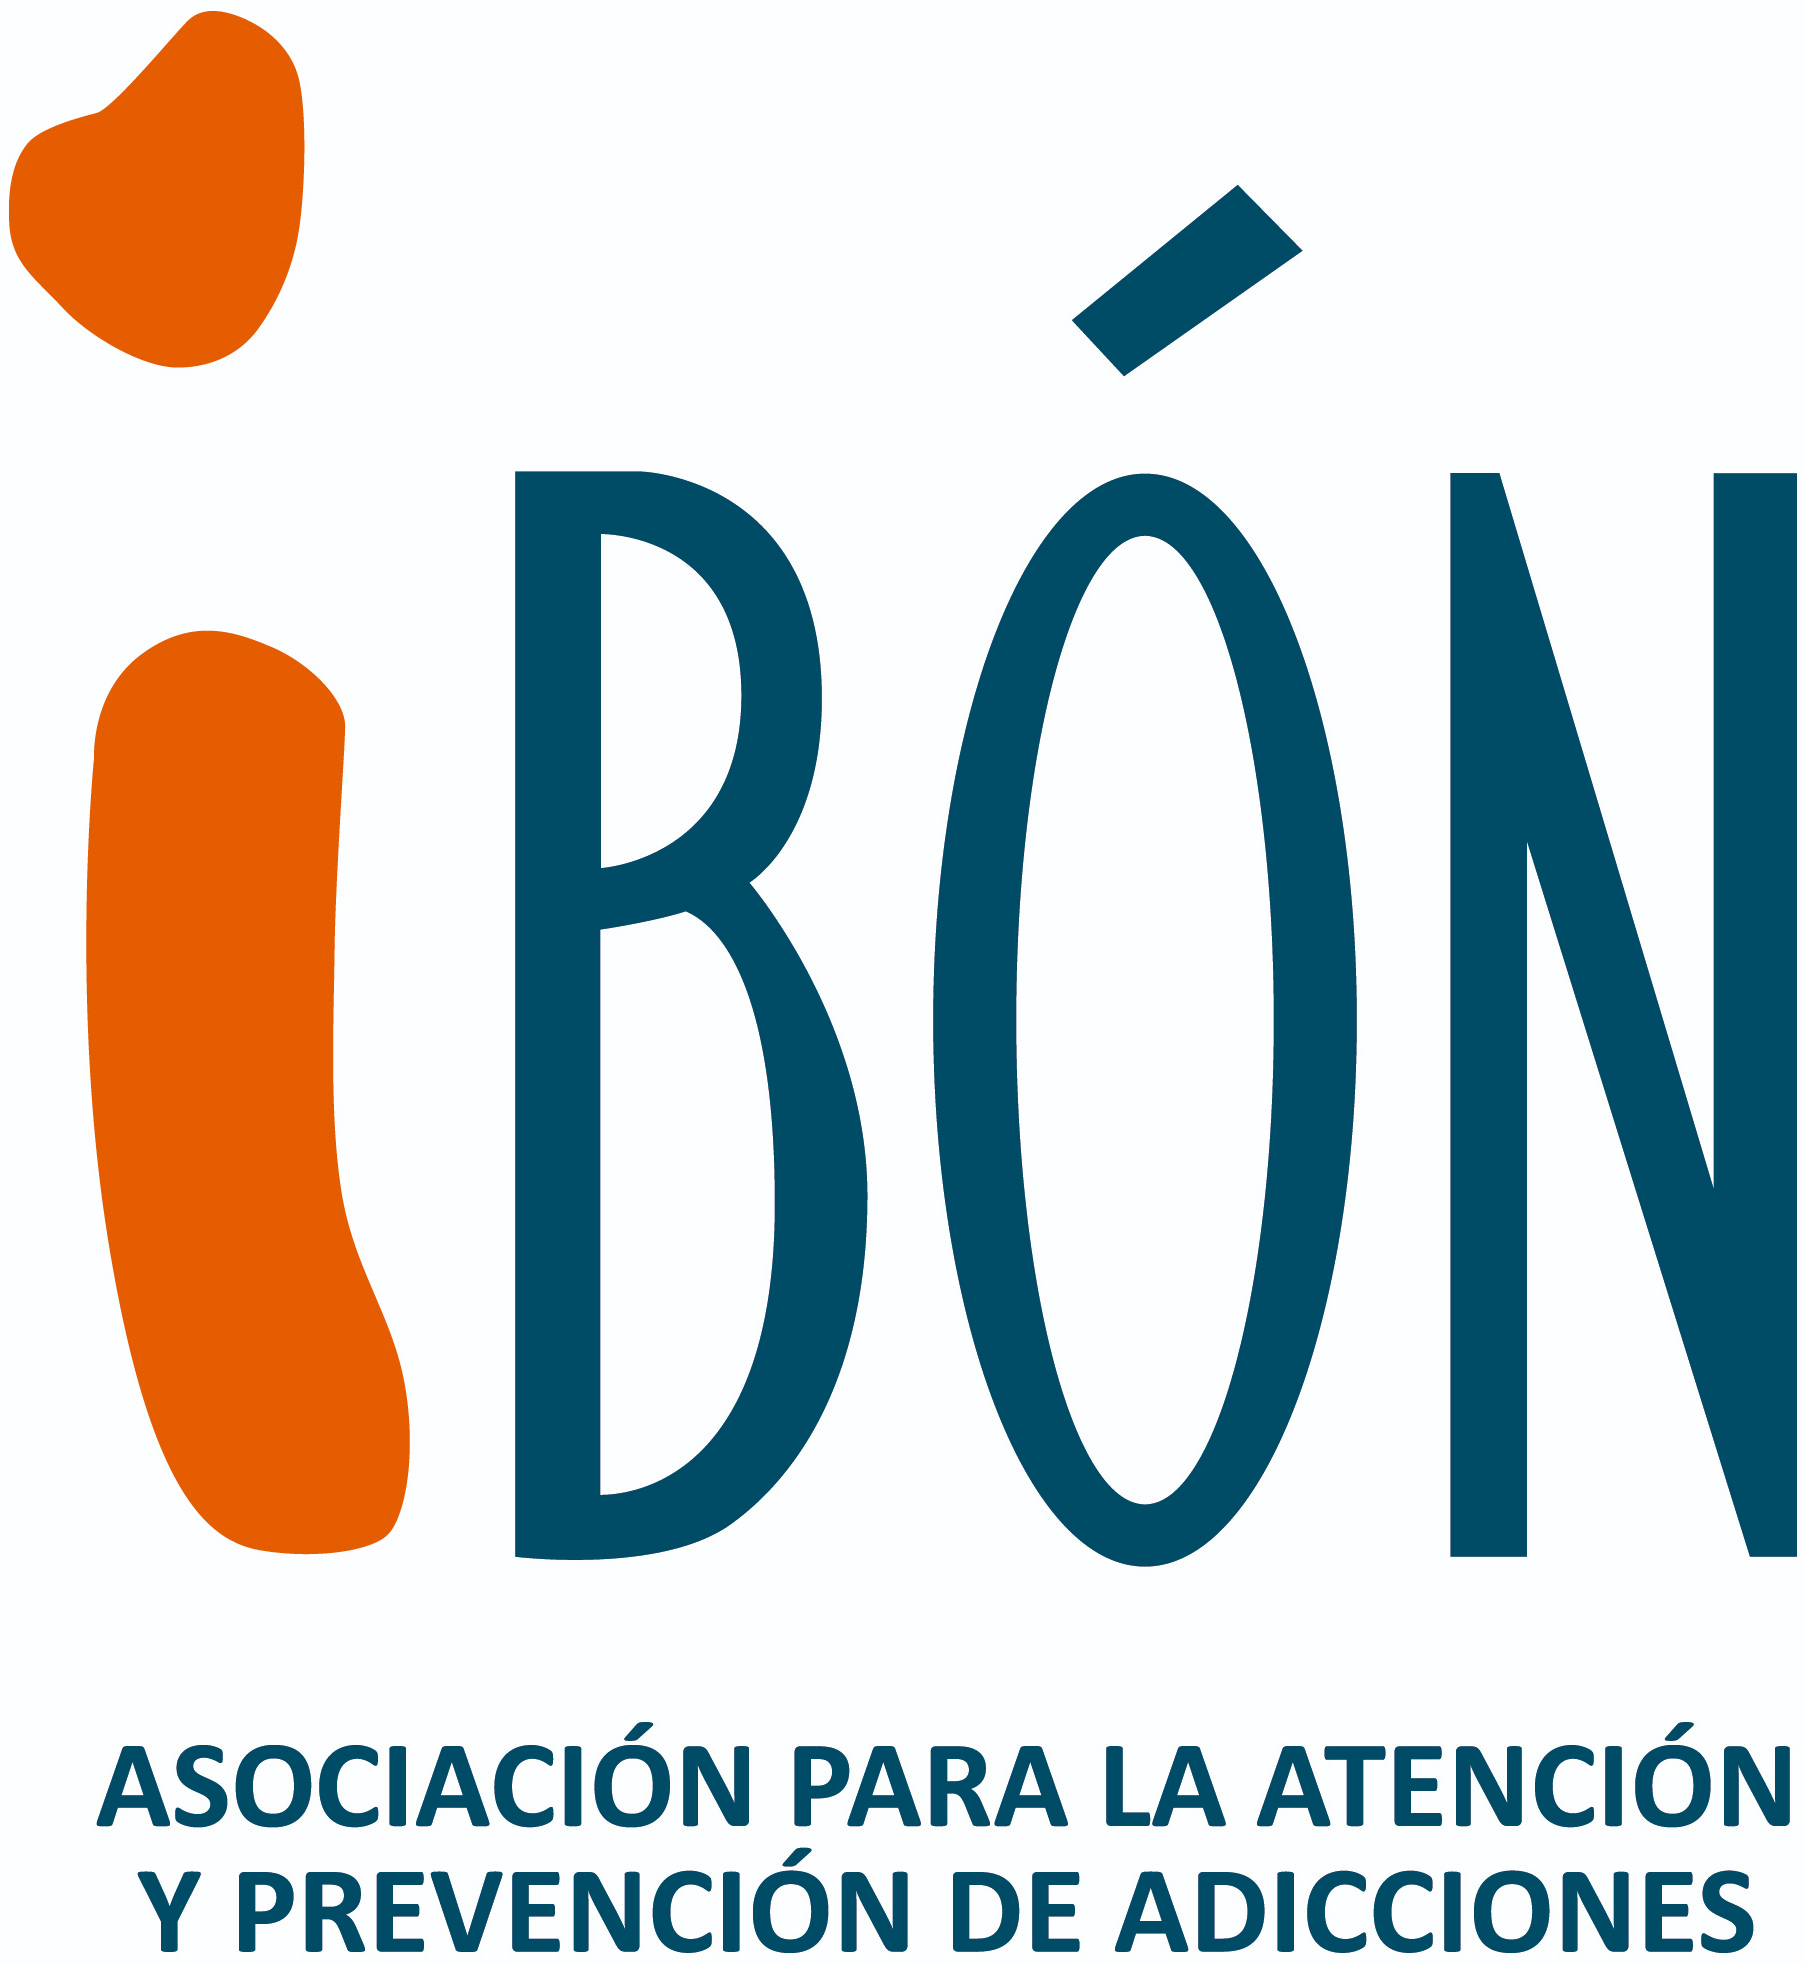 iBÓN
ASOCIACIÓN PARA LA ATENCIÓN
Y PREVENCIÓN DE ADICCIONES